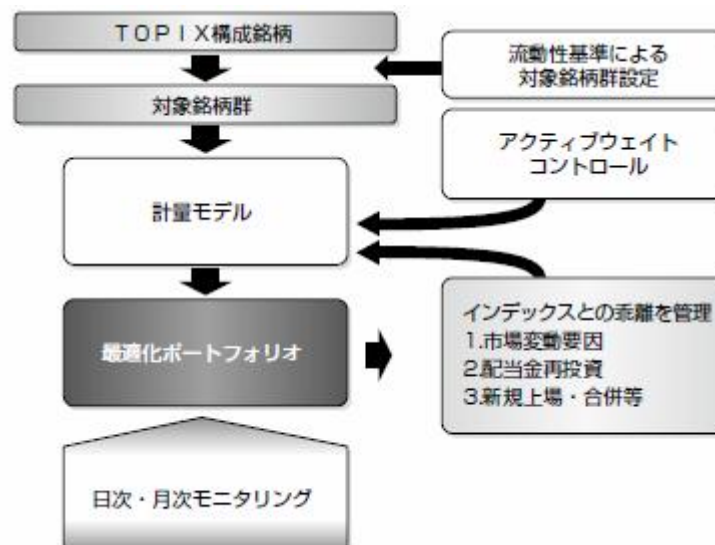 TOPIX構成銘柄
流動性基準による
対象銘柄群設定
対象銘柄群
アクティブウェイト
コントロール
計量モデル
最適化ポートフォリオ
インデックスとの乖離を管理
1.市場変動要因
2.配当金再投資
3.新規上場・合併等
日次・月次モニタリング